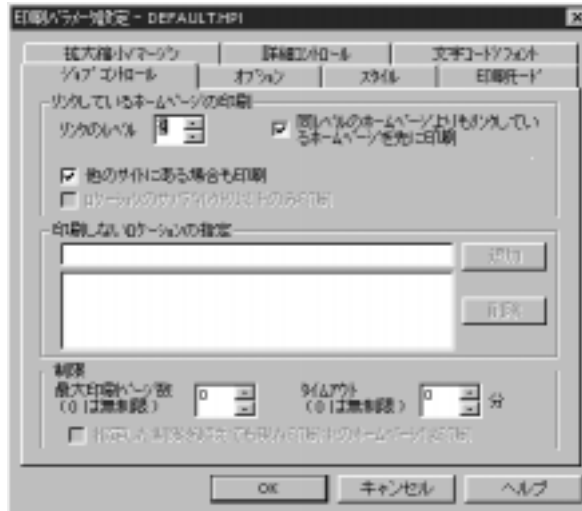 印刷パラメータ設定 - DEFAULT.HPI
拡大縮小/マージン 詳細コントロール 文字コード/フォント
ジョブコントロール オプション スタイル 印刷モード
リンクしているホームページの印刷
リンクのレベル
同レベルのホームページよりもリンクしてい
るホームページを先に印刷
他のサイトにある場合も印刷
印刷しないロケーションの指定
追加
削除
制限
最大印刷ページ数 0 タイムアウト 0 分
(0は無制限) (0は無制限)
OK キャンセル ヘルプ